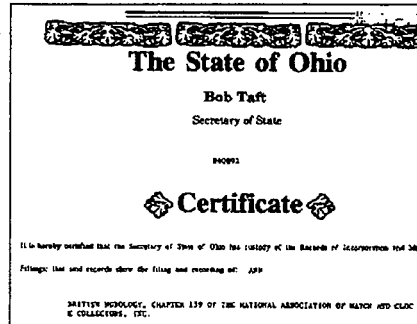 The State of Ohio
Bob Taft
Secretary of State
Certificate
It is hereby certified that the Secretary of State of Ohio has custody of the Records of Incorporation and
Filings; that said records show the filing and recording of:
BRITISH HOROLOGY, CHAPTER 159 OF THE NATIONAL ASSOCIATION OF WATCH AND CLOC
K COLLECTORS, INC.